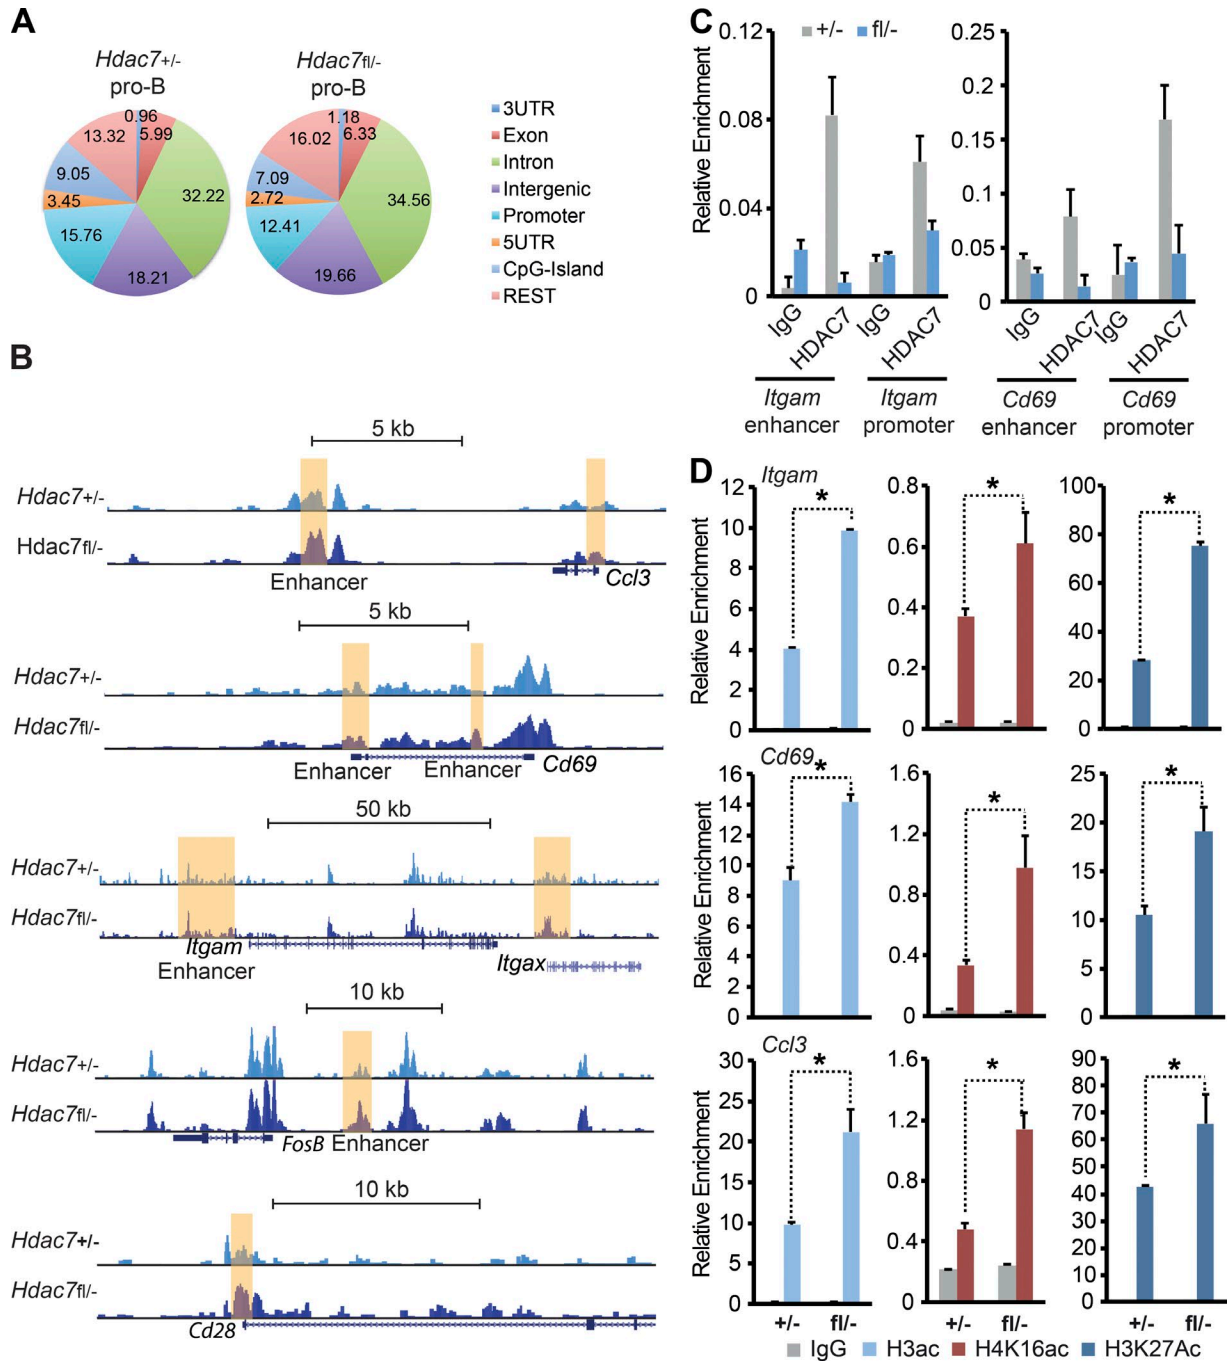 A
Hdac7+/-
pro-B
Hdac7fl/-
pro-B
0.96
5.99
32.22
18.21
15.76
3.45
9.05
13.32
1.18
6.33
34.56
19.66
12.41
2.72
7.09
16.02
3UTR
Exon
Intron
Intergenic
Promoter
5UTR
CpG-Island
REST
B
5 kb
Hdac7+/-
Hdac7fl/-
Enhancer
Ccl3
5 kb
Hdac7+/-
Hdac7fl/-
Enhancer Enhancer Cd69
50 kb
Hdac7+/-
Hdac7fl/-
Itgam
Enhancer
Itgax
10 kb
Hdac7+/-
Hdac7fl/-
FosB Enhancer
10 kb
Hdac7+/-
Hdac7fl/-
Cd28
C
+/- fl/-
Relative Enrichment
0.12
0.08
0.04
0
IgG
HDAC7
IgG
HDAC7
Itgam
enhancer
Itgam
promoter
0.25
0.2
0.15
0.1
0.05
0
IgG
HDAC7
IgG
HDAC7
Cd69
enhancer
Cd69
promoter
D
Itgam
Relative Enrichment
12
10
8
6
4
2
0
*
0.8
0.6
0.4
0.2
0
*
100
80
60
40
20
0
*
Cd69
Relative Enrichment
16
14
12
10
8
6
4
2
0
*
1.6
1.2
0.8
0.4
0
*
25
20
15
10
5
0
*
Ccl3
Relative Enrichment
30
25
20
15
10
5
0
*
1.6
1.2
0.8
0.4
0
*
90
80
70
60
50
40
30
20
10
0
*
+/- fl/- +/- fl/- +/- fl/-
IgG H3ac H4K16ac H3K27Ac